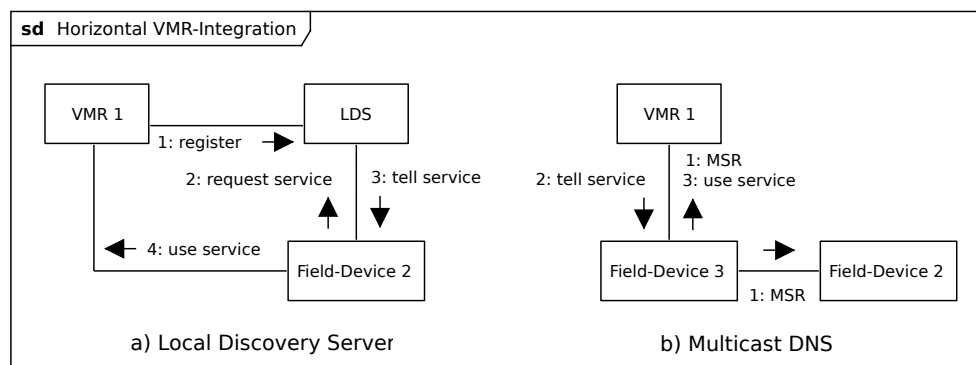 sd Horizontal VMR-Integration
VMR 1
LDS
1: register
2: request service
3: tell service
4: use service
Field-Device 2
a) Local Discovery Server
VMR 1
1: MSR
2: tell service
3: use service
Field-Device 3
Field-Device 2
1: MSR
b) Multicast DNS